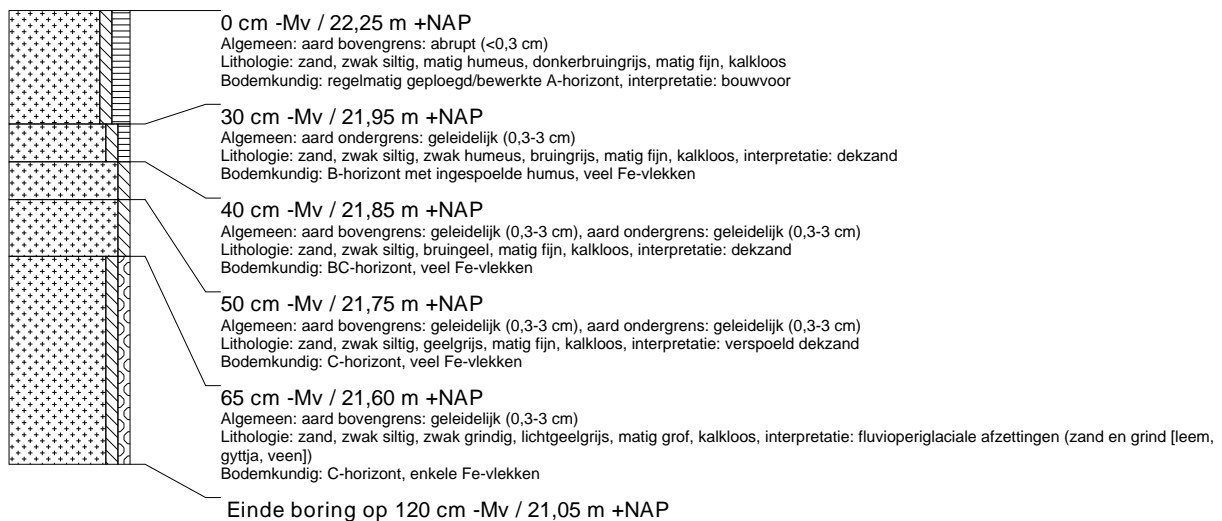 0 cm -Mv / 22,25 m +NAP
Algemeen: aard bovengrens: abrupt (<0,3 cm)
Lithologie: zand, zwak siltig, matig humeus, donkerbruingrijs, matig fijn, kalkloos
Bodemkundig: regelmatig geploegd/bewerkte A-horizont, interpretatie: bouwvoor
30 cm -Mv / 21,95 m +NAP
Algemeen: aard ondergrens: geleidelijk (0,3-3 cm)
Lithologie: zand, zwak siltig, zwak humeus, bruingrijs, matig fijn, kalkloos, interpretatie: dekzand
Bodemkundig: B-horizont met ingespoelde humus, veel Fe-vlekken
40 cm -Mv / 21,85 m +NAP
Algemeen: aard bovengrens: geleidelijk (0,3-3 cm), aard ondergrens: geleidelijk (0,3-3 cm)
Lithologie: zand, zwak siltig, bruingeel, matig fijn, kalkloos, interpretatie: dekzand
Bodemkundig: BC-horizont, veel Fe-vlekken
50 cm -Mv / 21,75 m +NAP
Algemeen: aard bovengrens: geleidelijk (0,3-3 cm), aard ondergrens: geleidelijk (0,3-3 cm)
Lithologie: zand, zwak siltig, geelgrijs, matig fijn, kalkloos, interpretatie: verspoeld dekzand
Bodemkundig: C-horizont, veel Fe-vlekken
65 cm -Mv / 21,60 m +NAP
Algemeen: aard bovengrens: geleidelijk (0,3-3 cm)
Lithologie: zand, zwak siltig, zwak grindig, lichtgeelgrijs, matig grof, kalkloos, interpretatie: fluvioperiglaciale afzettingen (zand en grind [leem,
gyttja, veen])
Bodemkundig: C-horizont, enkele Fe-vlekken
Einde boring op 120 cm -Mv / 21,05 m +NAP